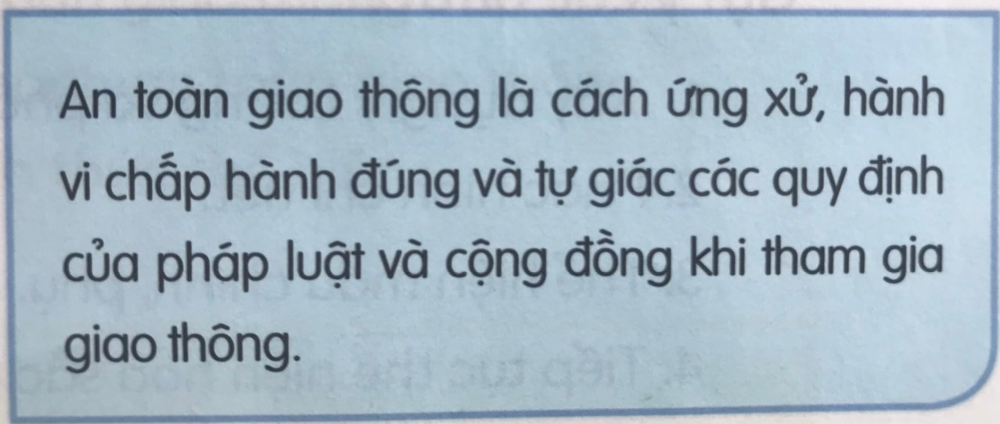 An toàn giao thông là cách ứng xử, hành
vi chấp hành đúng và tự giác các quy định
của pháp luật và cộng đồng khi tham gia
giao thông.